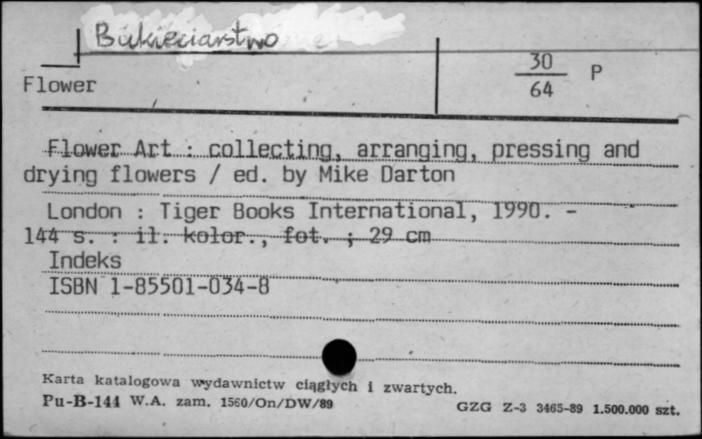 Bukieciarstwo
30
64
P
Flower
Flower Art : collecting, arranging, pressing and
drying flowers / ed. by Mike Darton
London : Tiger Books International, 1990. -
144 s. : il. kolor., fot. ; 29 cm
Indeks
ISBN 1-85501-034-8
Karta katalogowa wydawnictw ciągłych i zwartych.
Pu-B-144 W.A. zam. 1560/On/DW/89
GZG Z-3 3465-89 1.500.000 szt.